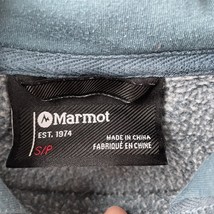 Marmot
EST. 1974
S/P
MADE IN CHINA
FABRIQUÉ EN CHINE